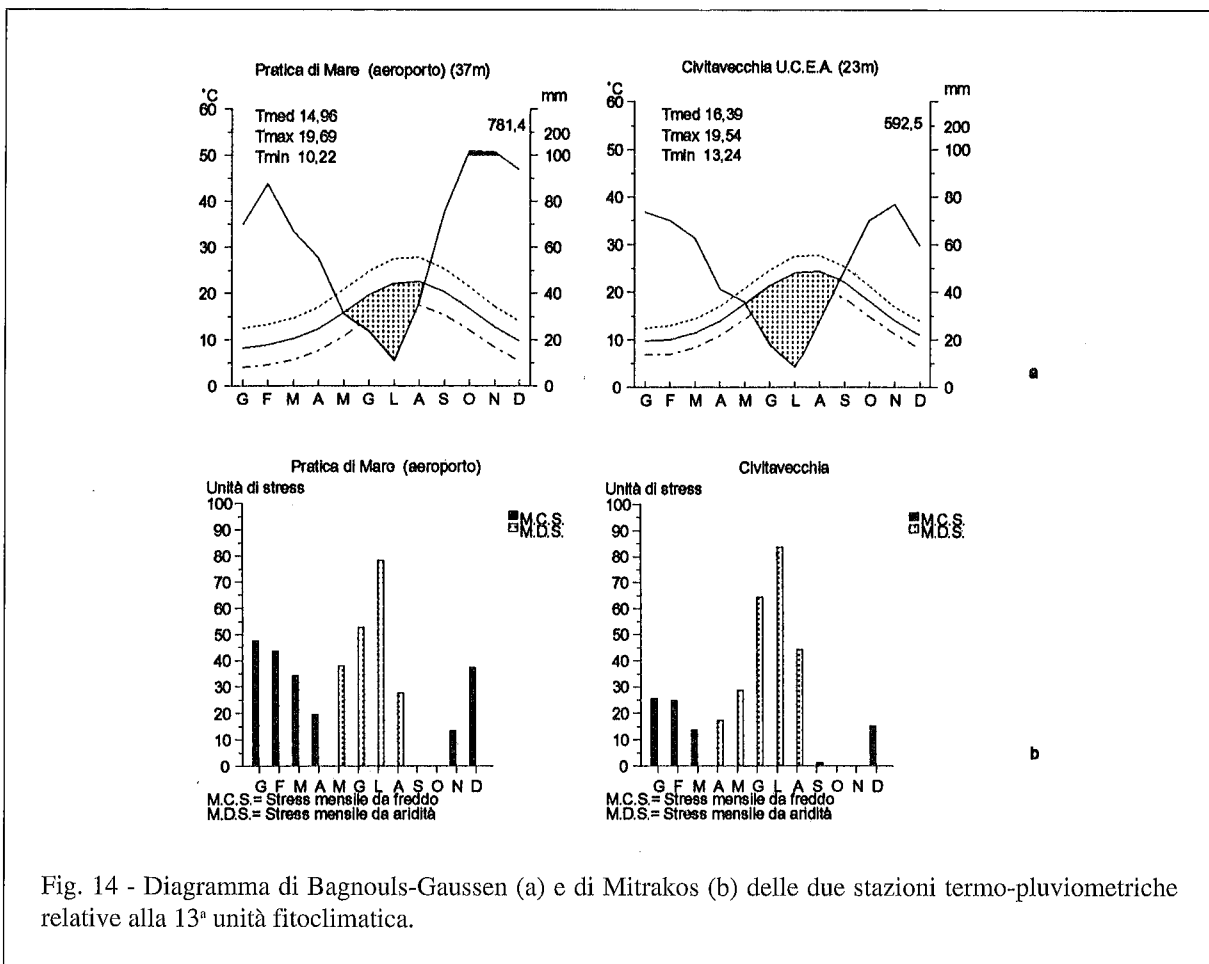 Pratica di Mare (aeroporto) (37m)
°C
mm
60
50
40
30
20
10
0
Tmed 14,96
Tmax 19,69
Tmin 10,22
781,4
200
100
80
60
40
20
0
G F M A M G L A S O N D
Civitavecchia U.C.E.A. (23m)
°C
mm
60
50
40
30
20
10
0
Tmed 16,39
Tmax 19,54
Tmin 13,24
592,5
200
100
80
60
40
20
0
G F M A M G L A S O N D
a
Pratica di Mare (aeroporto)
Unità di stress
100
90
80
70
60
50
40
30
20
10
0
M.C.S.
M.D.S.
G F M A M G L A S O N D
M.C.S.= Stress mensile da freddo
M.D.S.= Stress mensile da aridità
Civitavecchia
Unità di stress
100
90
80
70
60
50
40
30
20
10
0
M.C.S.
M.D.S.
G F M A M G L A S O N D
M.C.S.= Stress mensile da freddo
M.D.S.= Stress mensile da aridità
b
Fig. 14 - Diagramma di Bagnouls-Gaussen (a) e di Mitrakos (b) delle due stazioni termo-pluviometriche
relative alla 13ª unità fitoclimatica.